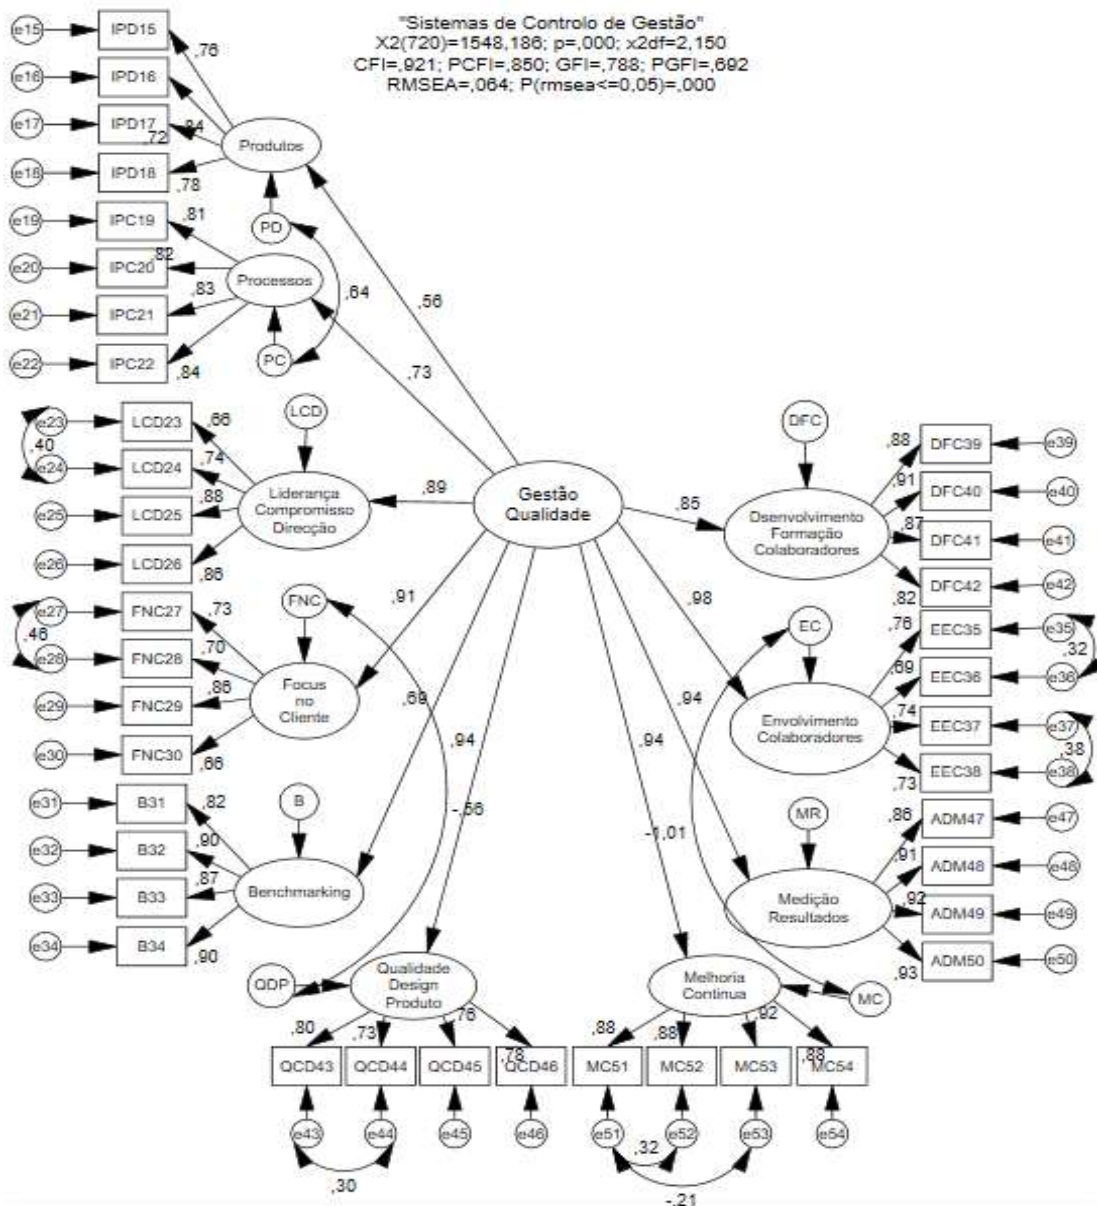 "Sistemas de Controlo de Gestão"
X2(720)=1548,186; p=,000; x2df=2,150
CFI=,921; PCFI=,850; GFI=,788; PGFI=,692
RMSEA=,064; P(rmsea<=0,05)=,000
e15 IPD15 ,76
e16 IPD16 ,84
e17 IPD17 ,72
e18 IPD18 ,78
Produtos
PD
e19 IPC19 ,81
e20 IPC20 ,82
e21 IPC21 ,83
e22 IPC22 ,84
Processos
PC
,64
,56
,73
e23 LCD23 ,66
e24 LCD24 ,74
,40
e25 LCD25 ,88
e26 LCD26 ,86
LCD
Liderança
Compromisso
Direcção
,89
Gestão
Qualidade
e27 FNC27 ,73
e28 FNC28 ,70
,46
e29 FNC29 ,86
e30 FNC30 ,66
FNC
Focus
no
Cliente
,91
e31 B31 ,82
e32 B32 ,90
e33 B33 ,87
e34 B34 ,90
B
Benchmarking
,69
,94
-,56
DFC
Dsenvolvimento
Formação
Colaboradores
,85
,88 DFC39 e39
,91 DFC40 e40
,87 DFC41 e41
,82 DFC42 e42
EC
Envolvimento
Colaboradores
,98
,76 EEC35 e35
,69 EEC36 e36
,32
,74 EEC37 e37
,73 EEC38 e38
,38
MR
Medição
Resultados
,94
,86 ADM47 e47
,91 ADM48 e48
,92 ADM49 e49
,93 ADM50 e50
,94
-1,01
QDP
Qualidade
Design
Produto
,80 ,73 ,76 ,78
QCD43 QCD44 QCD45 QCD46
e43 e44 e45 e46
,30
Melhoria
Continua
MC
,88 ,88 ,92 ,88
MC51 MC52 MC53 MC54
e51 e52 e53 e54
,32
-,21